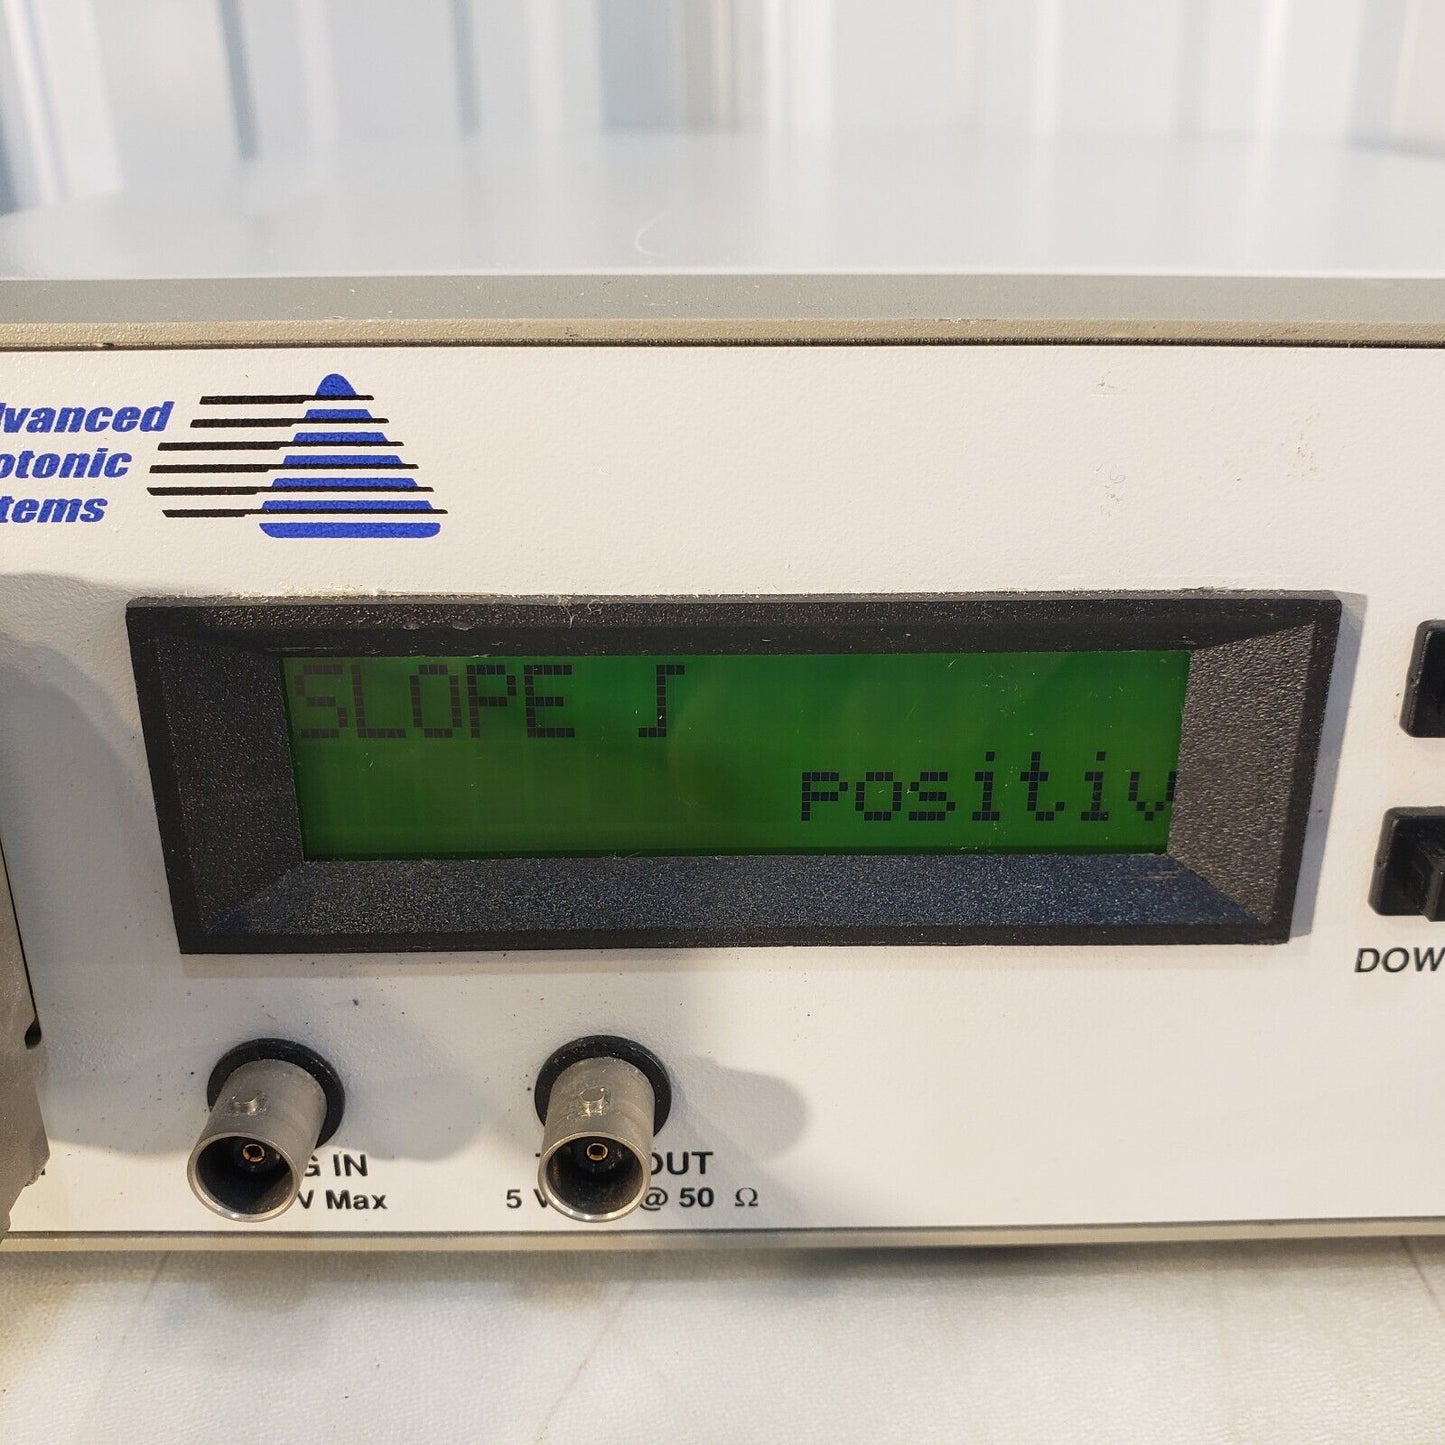 dvanced
otonic
tems
SLOPE ⌠
positiv
G IN
V Max
OUT
5 V @ 50 Ω
DOW